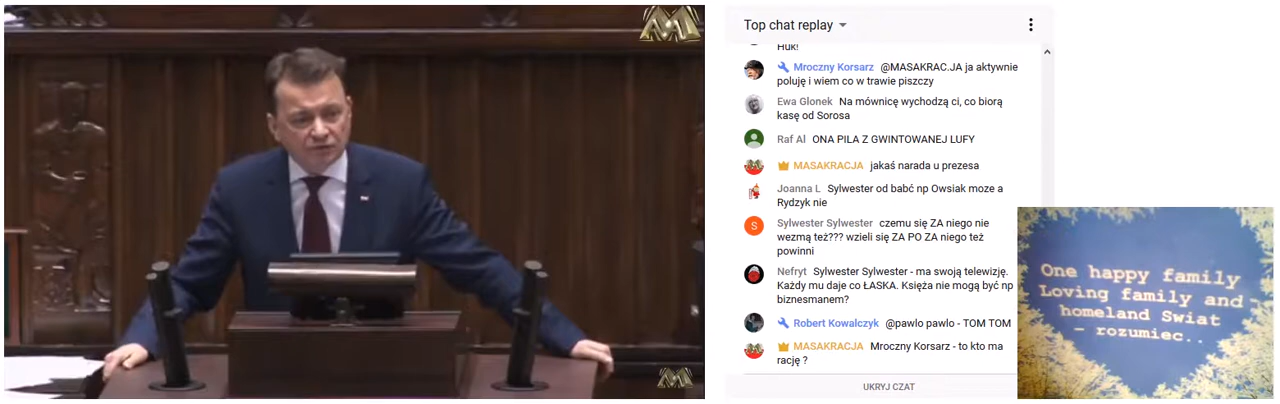 Top chat replay
Huk!
Mroczny Korsarz @MASAKRAC.JA ja aktywnie
poluję i wiem co w trawie piszczy
Ewa Glonek Na mównicę wychodzą ci, co biorą
kasę od Sorosa
Raf Al ONA PILA Z GWINTOWANEJ LUFY
MASAKRACJA jakaś narada u prezesa
Joanna L Sylwester od babć np Owsiak moze a
Rydzyk nie
S
Sylwester Sylwester czemu się ZA niego nie
wezmą też??? wzieli się ZA PO ZA niego też
powinni
Nefryt Sylwester Sylwester - ma swoją telewizję.
Każdy mu daje co ŁASKA. Księża nie mogą być np
biznesmanem?
Robert Kowalczyk @pawlo pawlo - TOM TOM
MASAKRACJA Mroczny Korsarz - to kto ma
rację ?
UKRYJ CZAT
One happy family
Loving family and
homeland Swiat
– rozumiec..